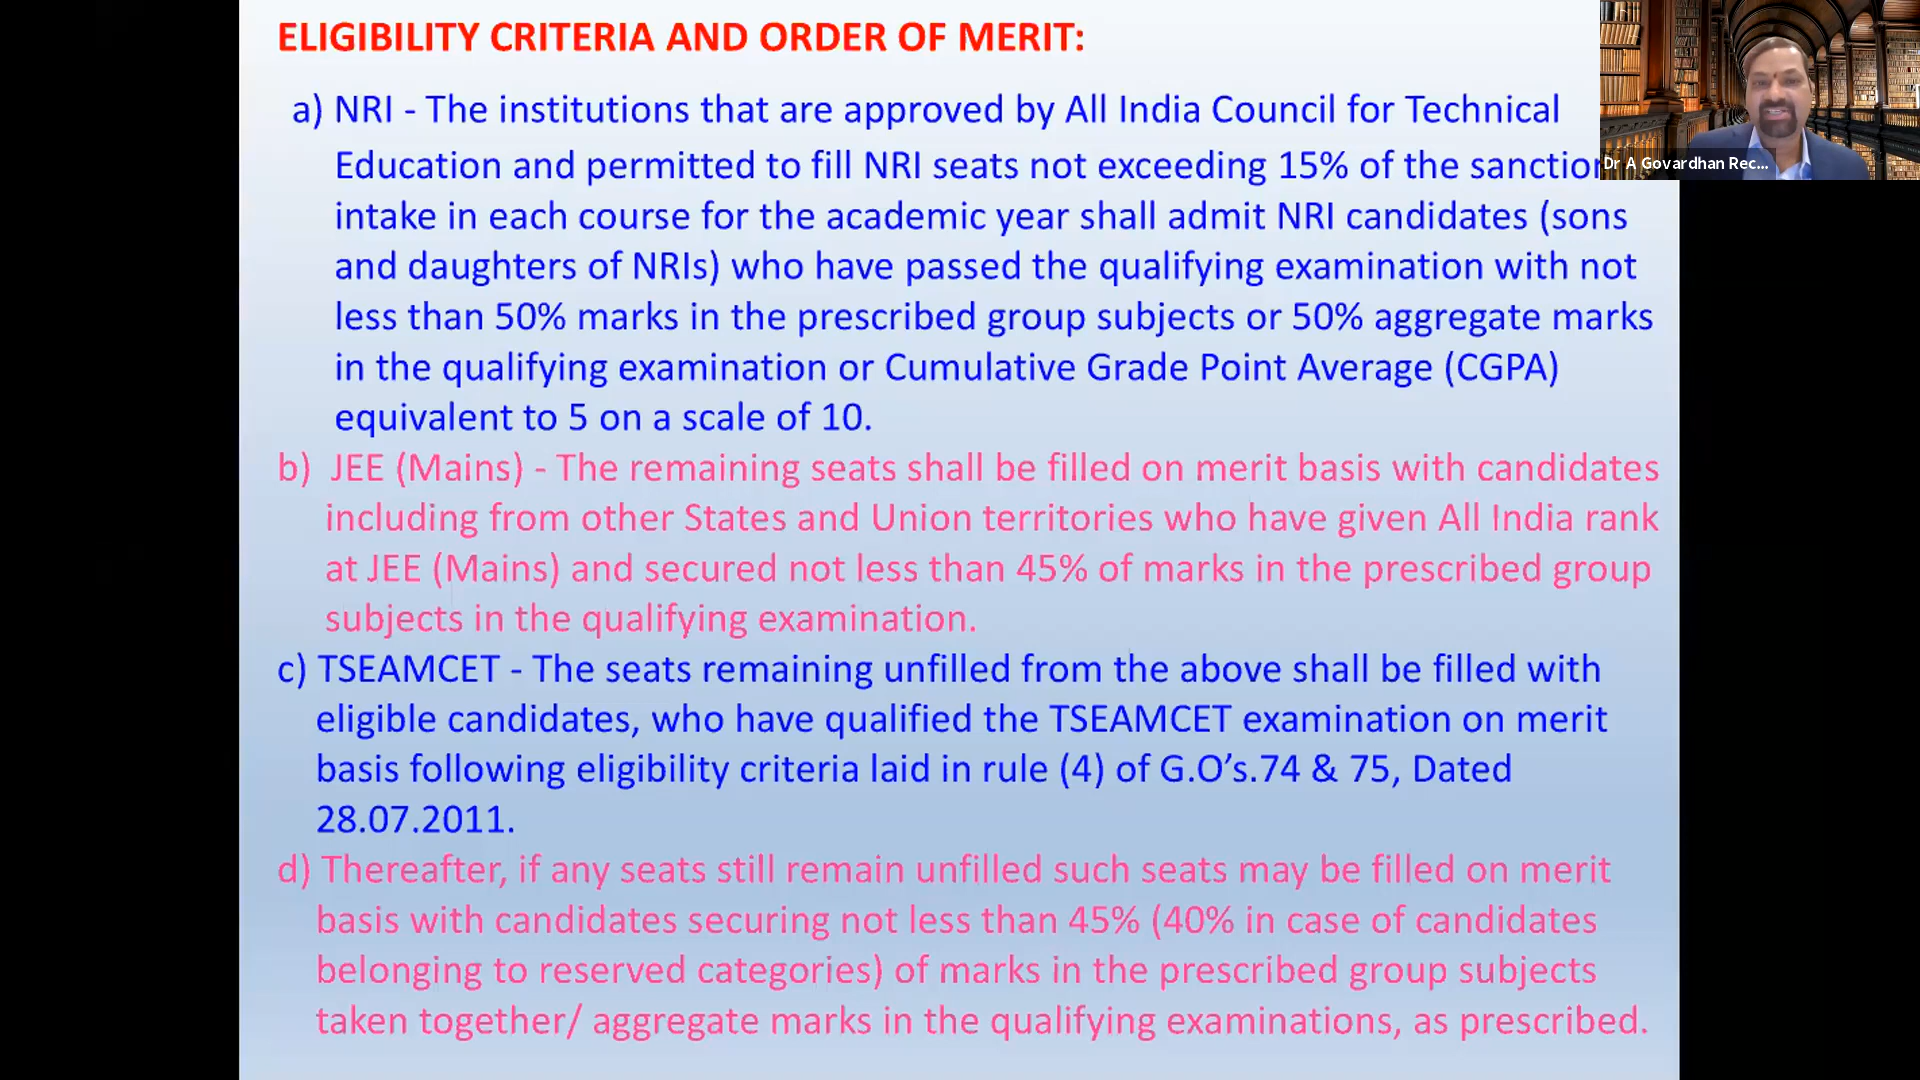 ELIGIBILITY CRITERIA AND ORDER OF MERIT:
a) NRI - The institutions that are approved by All India Council for Technical
Education and permitted to fill NRI seats not exceeding 15% of the sanction
intake in each course for the academic year shall admit NRI candidates (sons
and daughters of NRIs) who have passed the qualifying examination with not
less than 50% marks in the prescribed group subjects or 50% aggregate marks
in the qualifying examination or Cumulative Grade Point Average (CGPA)
equivalent to 5 on a scale of 10.
b) JEE (Mains) - The remaining seats shall be filled on merit basis with candidates
including from other States and Union territories who have given All India rank
at JEE (Mains) and secured not less than 45% of marks in the prescribed group
subjects in the qualifying examination.
c) TSEAMCET - The seats remaining unfilled from the above shall be filled with
eligible candidates, who have qualified the TSEAMCET examination on merit
basis following eligibility criteria laid in rule (4) of G.O’s.74 & 75, Dated
28.07.2011.
d) Thereafter, if any seats still remain unfilled such seats may be filled on merit
basis with candidates securing not less than 45% (40% in case of candidates
belonging to reserved categories) of marks in the prescribed group subjects
taken together/ aggregate marks in the qualifying examinations, as prescribed.
Dr A Govardhan Rec...